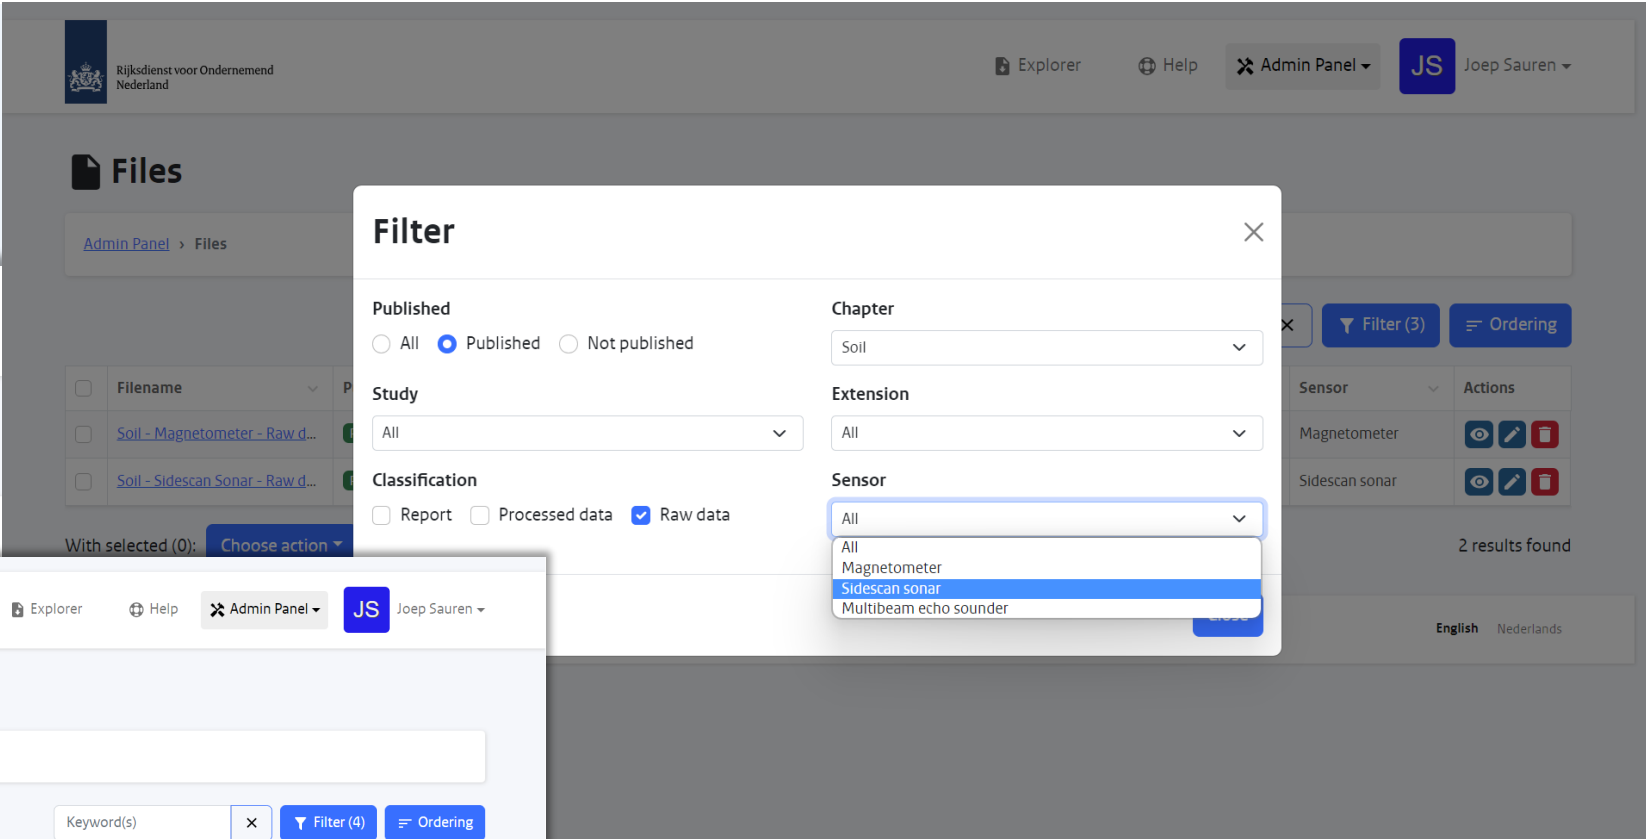 Rijksdienst voor Ondernemend
Nederland
Explorer
Help
Admin Panel
JS
Joep Sauren
Files
Admin Panel › Files
Filter (3)
Ordering
Filename
P
Sensor
Actions
Soil - Magnetometer - Raw d...
Magnetometer
Soil - Sidescan Sonar - Raw d...
Sidescan sonar
With selected (0):
Choose action
2 results found
English
Nederlands
Filter
Published
All
Published
Not published
Chapter
Soil
Study
All
Extension
All
Classification
Report
Processed data
Raw data
Sensor
All
All
Magnetometer
Sidescan sonar
Multibeam echo sounder
Close
Explorer
Help
Admin Panel
JS
Joep Sauren
Keyword(s)
Filter (4)
Ordering